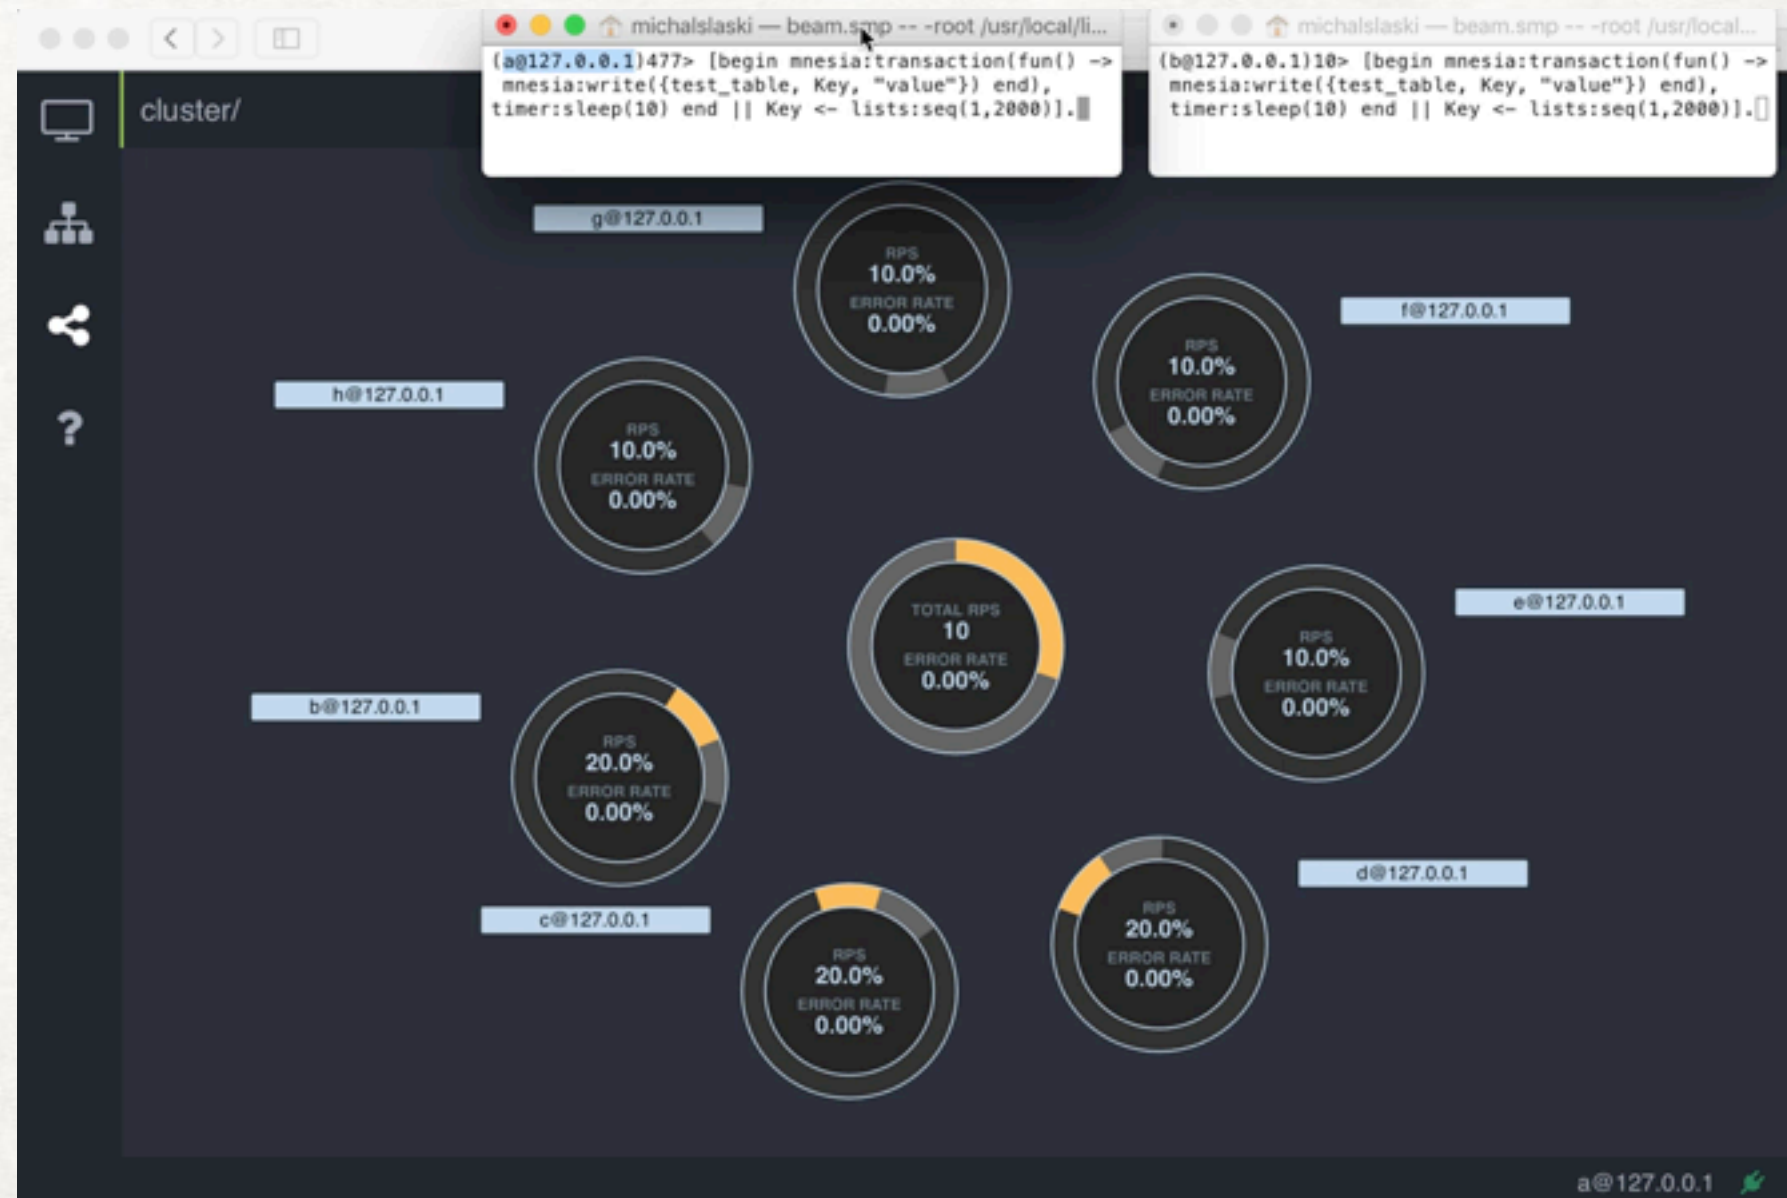 michalslaski — beam.smp -- -root /usr/local/li...
(a@127.0.0.1)477> [begin mnesia:transaction(fun() ->
mnesia:write({test_table, Key, "value"}) end),
timer:sleep(10) end || Key <- lists:seq(1,2000)].
michalslaski — beam.smp -- -root /usr/local...
(b@127.0.0.1)10> [begin mnesia:transaction(fun() ->
mnesia:write({test_table, Key, "value"}) end),
timer:sleep(10) end || Key <- lists:seq(1,2000)].
cluster/
?
g@127.0.0.1
RPS
10.0%
ERROR RATE
0.00%
f@127.0.0.1
RPS
10.0%
ERROR RATE
0.00%
h@127.0.0.1
RPS
10.0%
ERROR RATE
0.00%
TOTAL RPS
10
ERROR RATE
0.00%
e@127.0.0.1
RPS
10.0%
ERROR RATE
0.00%
b@127.0.0.1
RPS
20.0%
ERROR RATE
0.00%
c@127.0.0.1
RPS
20.0%
ERROR RATE
0.00%
d@127.0.0.1
RPS
20.0%
ERROR RATE
0.00%
a@127.0.0.1